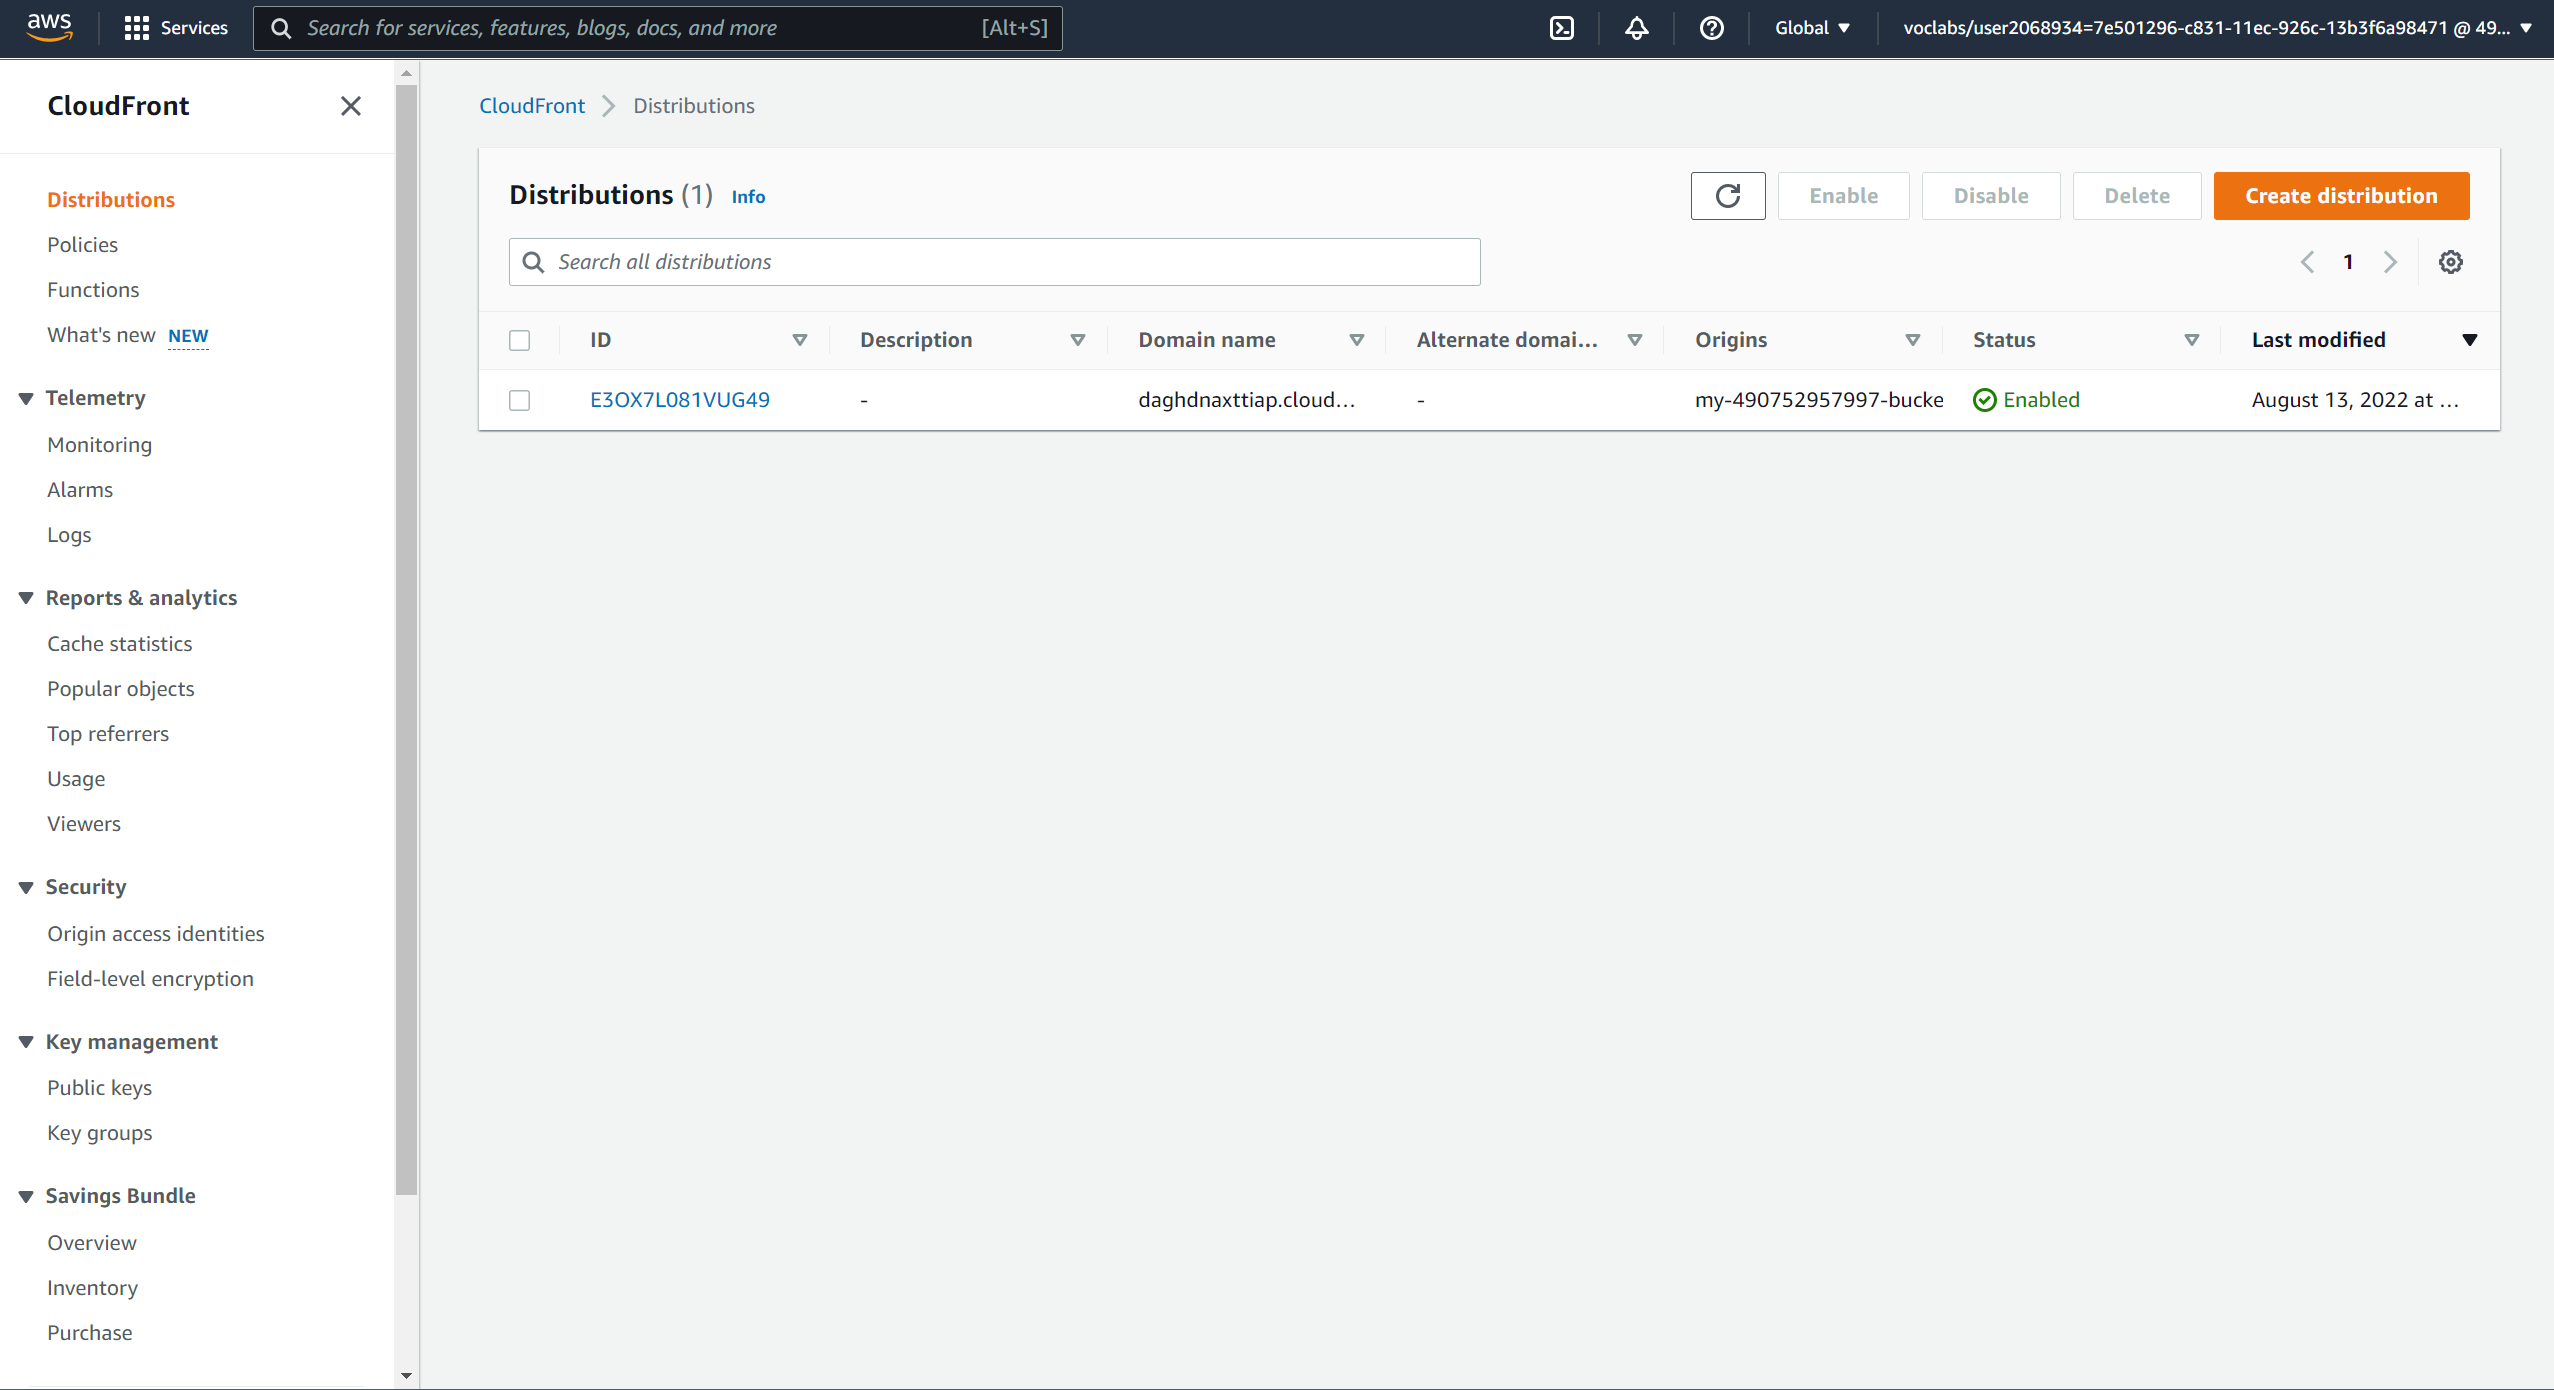 aws
Services
Search for services, features, blogs, docs, and more [Alt+S]
Global
voclabs/user2068934=7e501296-c831-11ec-926c-13b3f6a98471 @ 49...
CloudFront
Distributions
Policies
Functions
What's new NEW
Telemetry
Monitoring
Alarms
Logs
Reports & analytics
Cache statistics
Popular objects
Top referrers
Usage
Viewers
Security
Origin access identities
Field-level encryption
Key management
Public keys
Key groups
Savings Bundle
Overview
Inventory
Purchase
CloudFront Distributions
Distributions (1) Info
Enable Disable Delete Create distribution
Search all distributions
1
ID Description Domain name Alternate domai... Origins Status Last modified
E3OX7L081VUG49 - daghdnaxttiap.cloud... - my-490752957997-bucke Enabled August 13, 2022 at ...